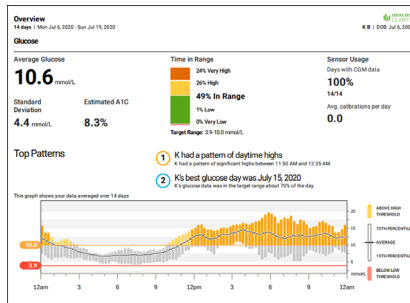 Overview
14 days | Mon Jul 6, 2020 - Sun Jul 19, 2020
DEXCOM
CLARITY
K B | DOB: Jul 6, 200
Glucose
Average Glucose
10.6 mmol/L
Standard
Deviation
4.4 mmol/L
Estimated A1C
8.3%
Time in Range
24% Very High
26% High
49% In Range
1% Low
0% Very Low
Target Range: 3.9-10.0 mmol/L
Sensor Usage
Days with CGM data
100%
14/14
Avg. calibrations per day
0.0
Top Patterns
1
K had a pattern of daytime highs
K had a pattern of significant highs between 11:50 AM and 12:35 AM.
2
K's best glucose day was July 15, 2020
K's glucose data was in the target range about 70% of the day.
This graph shows your data averaged over 14 days
20
15
10
5
mmol/L
10.0
3.9
12am
3
6
9
12pm
3
6
9
12am
ABOVE HIGH
THRESHOLD
75TH PERCENTILE
AVERAGE
BELOW LOW
THRESHOLD